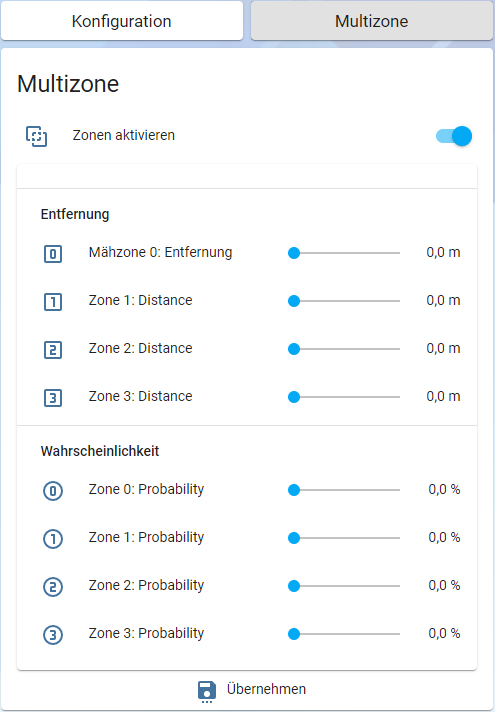 Konfiguration Multizone
Multizone
Zonen aktivieren
Entfernung
0 Mähzone 0: Entfernung 0,0 m
1 Zone 1: Distance 0,0 m
2 Zone 2: Distance 0,0 m
3 Zone 3: Distance 0,0 m
Wahrscheinlichkeit
0 Zone 0: Probability 0,0 %
1 Zone 1: Probability 0,0 %
2 Zone 2: Probability 0,0 %
3 Zone 3: Probability 0,0 %
Übernehmen